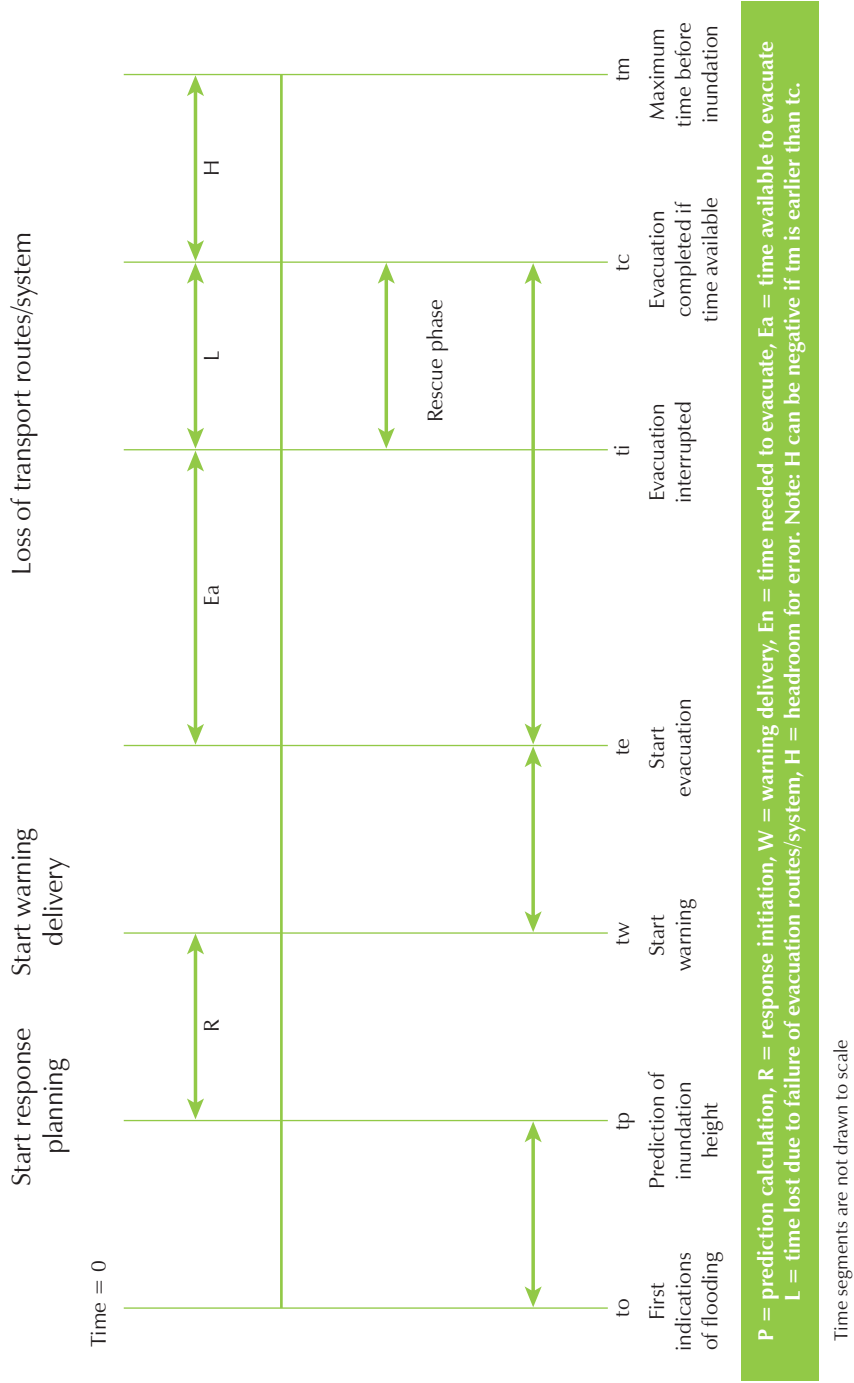 Start response
planning
Start warning
delivery
Loss of transport routes/system
Time = 0
R
Ea
L
H
Rescue phase
to
First
indications
of flooding
tp
Prediction of
inundation
height
tw
Start
warning
te
Start
evacuation
ti
Evacuation
interrupted
tc
Evacuation
completed if
time available
tm
Maximum
time before
inundation
P = prediction calculation, R = response initiation, W = warning delivery, En = time needed to evacuate, Ea = time available to evacuate
L = time lost due to failure of evacuation routes/system, H = headroom for error. Note: H can be negative if tm is earlier than tc.
Time segments are not drawn to scale